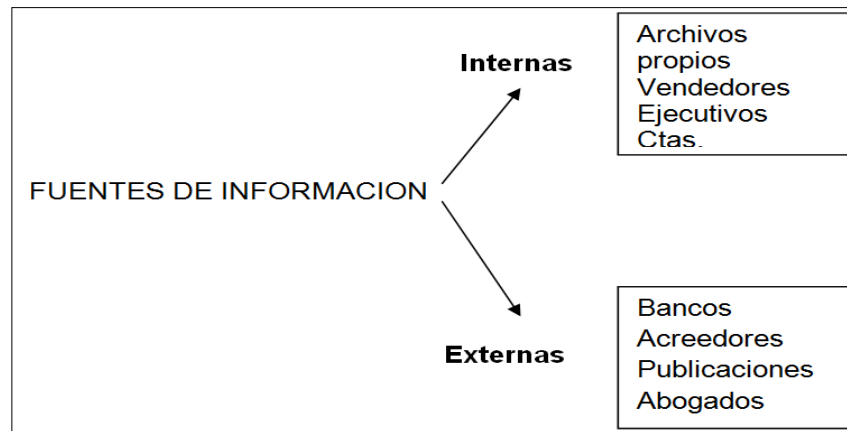 Internas
Archivos
propios
Vendedores
Ejecutivos
Ctas.
FUENTES DE INFORMACION
Externas
Bancos
Acreedores
Publicaciones
Abogados